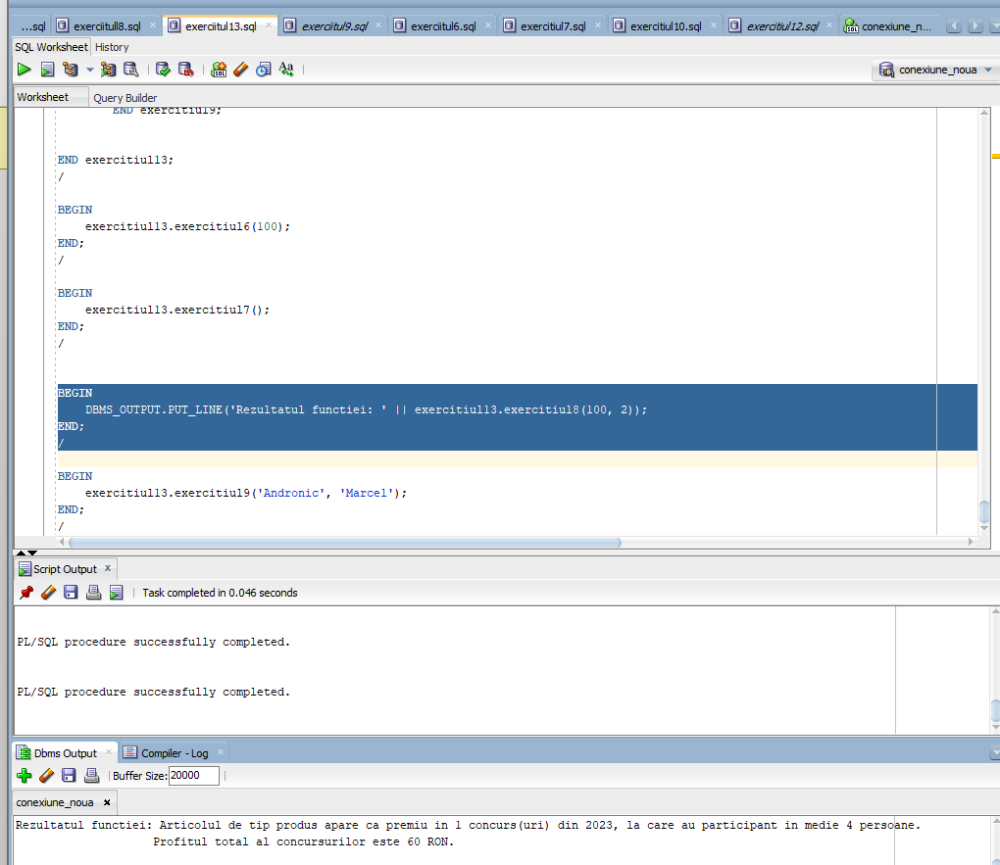 ...sql exerciitull8.sql exerciitul13.sql exerciitul9.sql exerciitul6.sql exercitiul7.sql exercitiul10.sql exercitiul12.sql conexiune_n...
SQL Worksheet History
conexiune_noua
Worksheet Query Builder
END exercitiul9;
END exercitiul13;
/
BEGIN
exercitiul13.exercitiul6(100);
END;
/
BEGIN
exercitiul13.exercitiul7();
END;
/
BEGIN
DBMS_OUTPUT.PUT_LINE('Rezultatul functiei: ' || exercitiul13.exercitiul8(100, 2));
END;
/
BEGIN
exercitiul13.exercitiul9('Andronic', 'Marcel');
END;
/
Script Output x
Task completed in 0.046 seconds
PL/SQL procedure successfully completed.
PL/SQL procedure successfully completed.
Dbms Output Compiler - Log
Buffer Size: 20000
conexiune_noua
Rezultatul functiei: Articolul de tip produs apare ca premiu in 1 concurs(uri) din 2023, la care au participant in medie 4 persoane.
Profitul total al concursurilor este 60 RON.